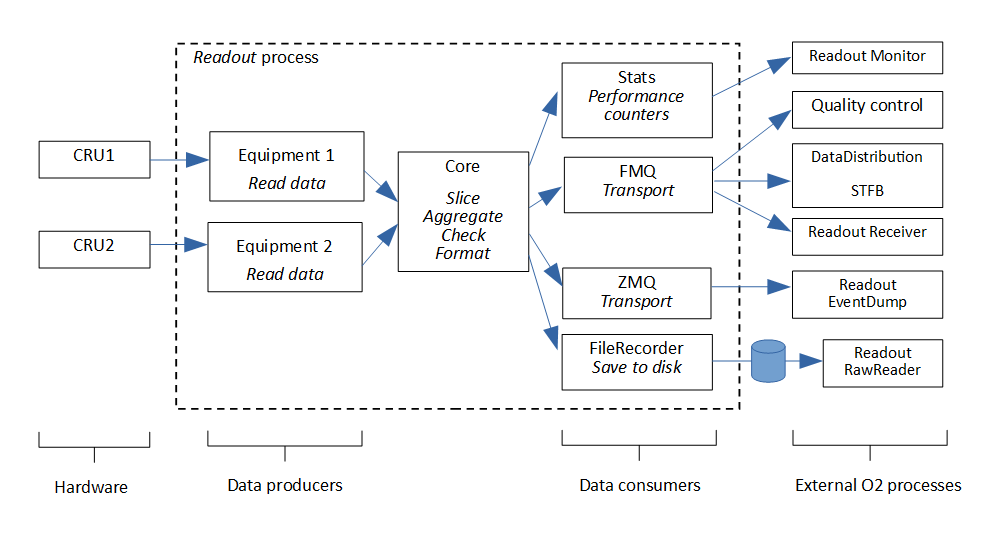 Readout process
CRU1
CRU2
Equipment 1
Read data
Equipment 2
Read data
Core
Slice
Aggregate
Check
Format
Stats
Performance
counters
FMQ
Transport
ZMQ
Transport
FileRecorder
Save to disk
Readout Monitor
Quality control
DataDistribution
STFB
Readout Receiver
Readout
EventDump
Readout
RawReader
Hardware
Data producers
Data consumers
External O2 processes